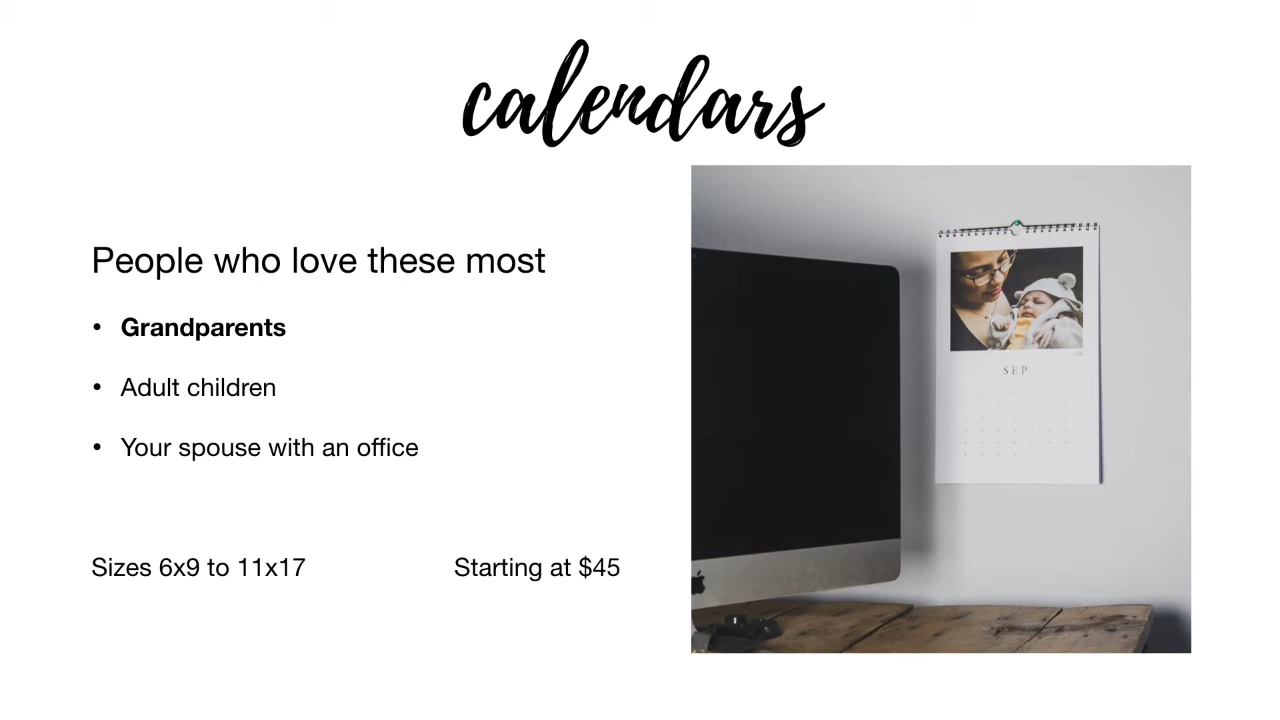 calendars
People who love these most
• Grandparents
• Adult children
• Your spouse with an office
Sizes 6x9 to 11x17
Starting at $45
SEP